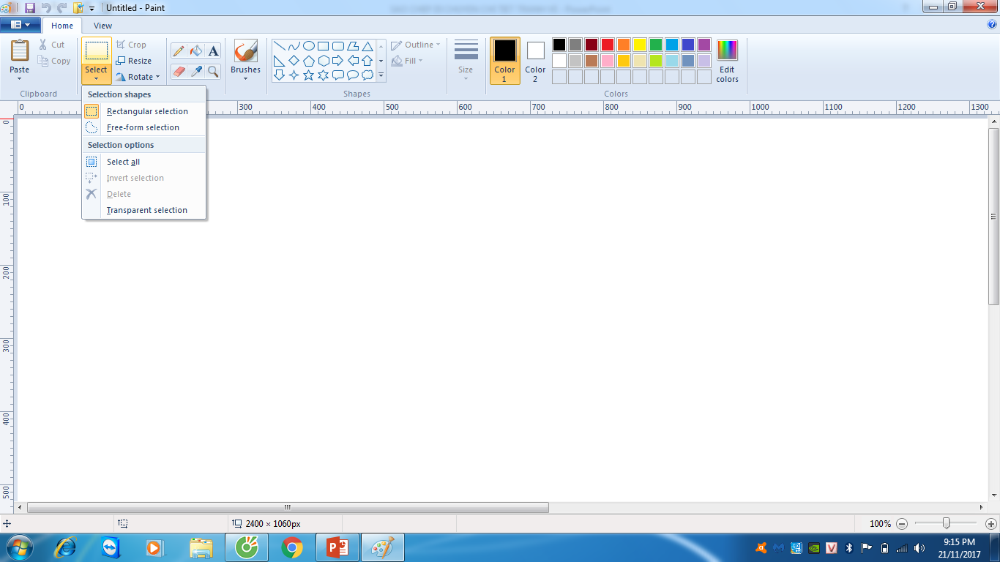 Untitled - Paint
Home View
Paste
Cut
Copy
Clipboard
Select
Crop
Resize
Rotate
A
Brushes
Shapes
Outline
Fill
Size
Color 1
Color 2
Edit colors
Colors
Selection shapes
Rectangular selection
Free-form selection
Selection options
Select all
Invert selection
Delete
Transparent selection
0 300 400 500 600 700 800 900 1000 1100 1200 1300
0
100
200
300
400
500
2400 × 1060px
100%
9:15 PM
21/11/2017